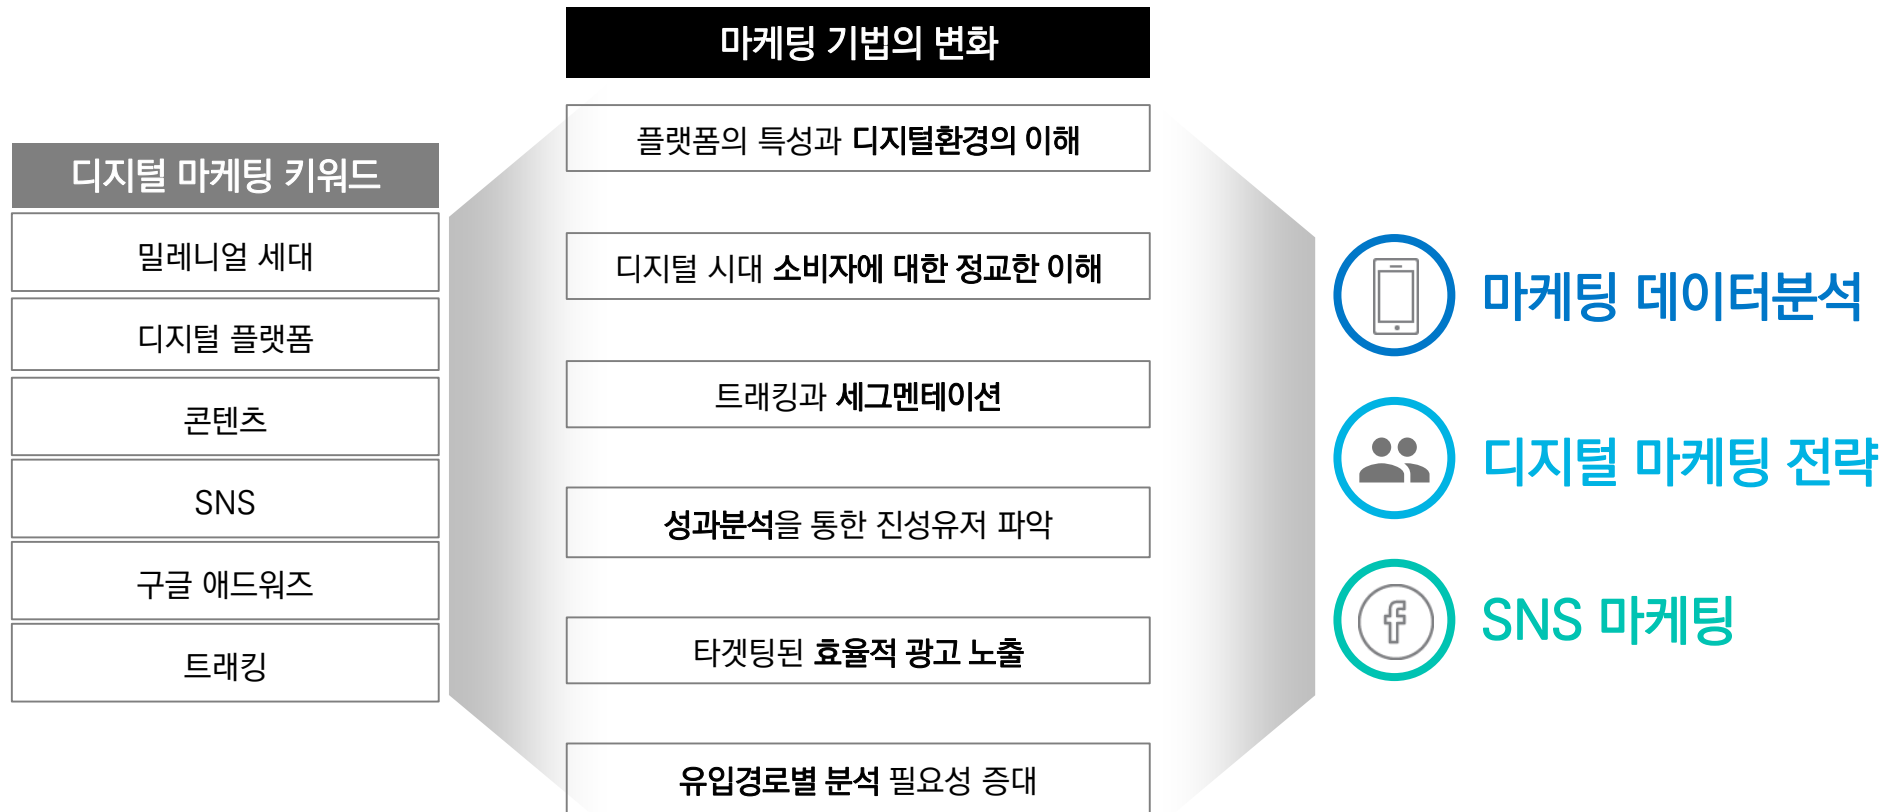 마케팅 기법의 변화
디지털 마케팅 키워드
밀레니얼 세대
디지털 플랫폼
콘텐츠
SNS
구글 애드워즈
트래킹
플랫폼의 특성과 디지털환경의 이해
디지털 시대 소비자에 대한 정교한 이해
트래킹과 세그멘테이션
성과분석을 통한 진성유저 파악
타겟팅된 효율적 광고 노출
유입경로별 분석 필요성 증대
마케팅 데이터분석
디지털 마케팅 전략
f
SNS 마케팅